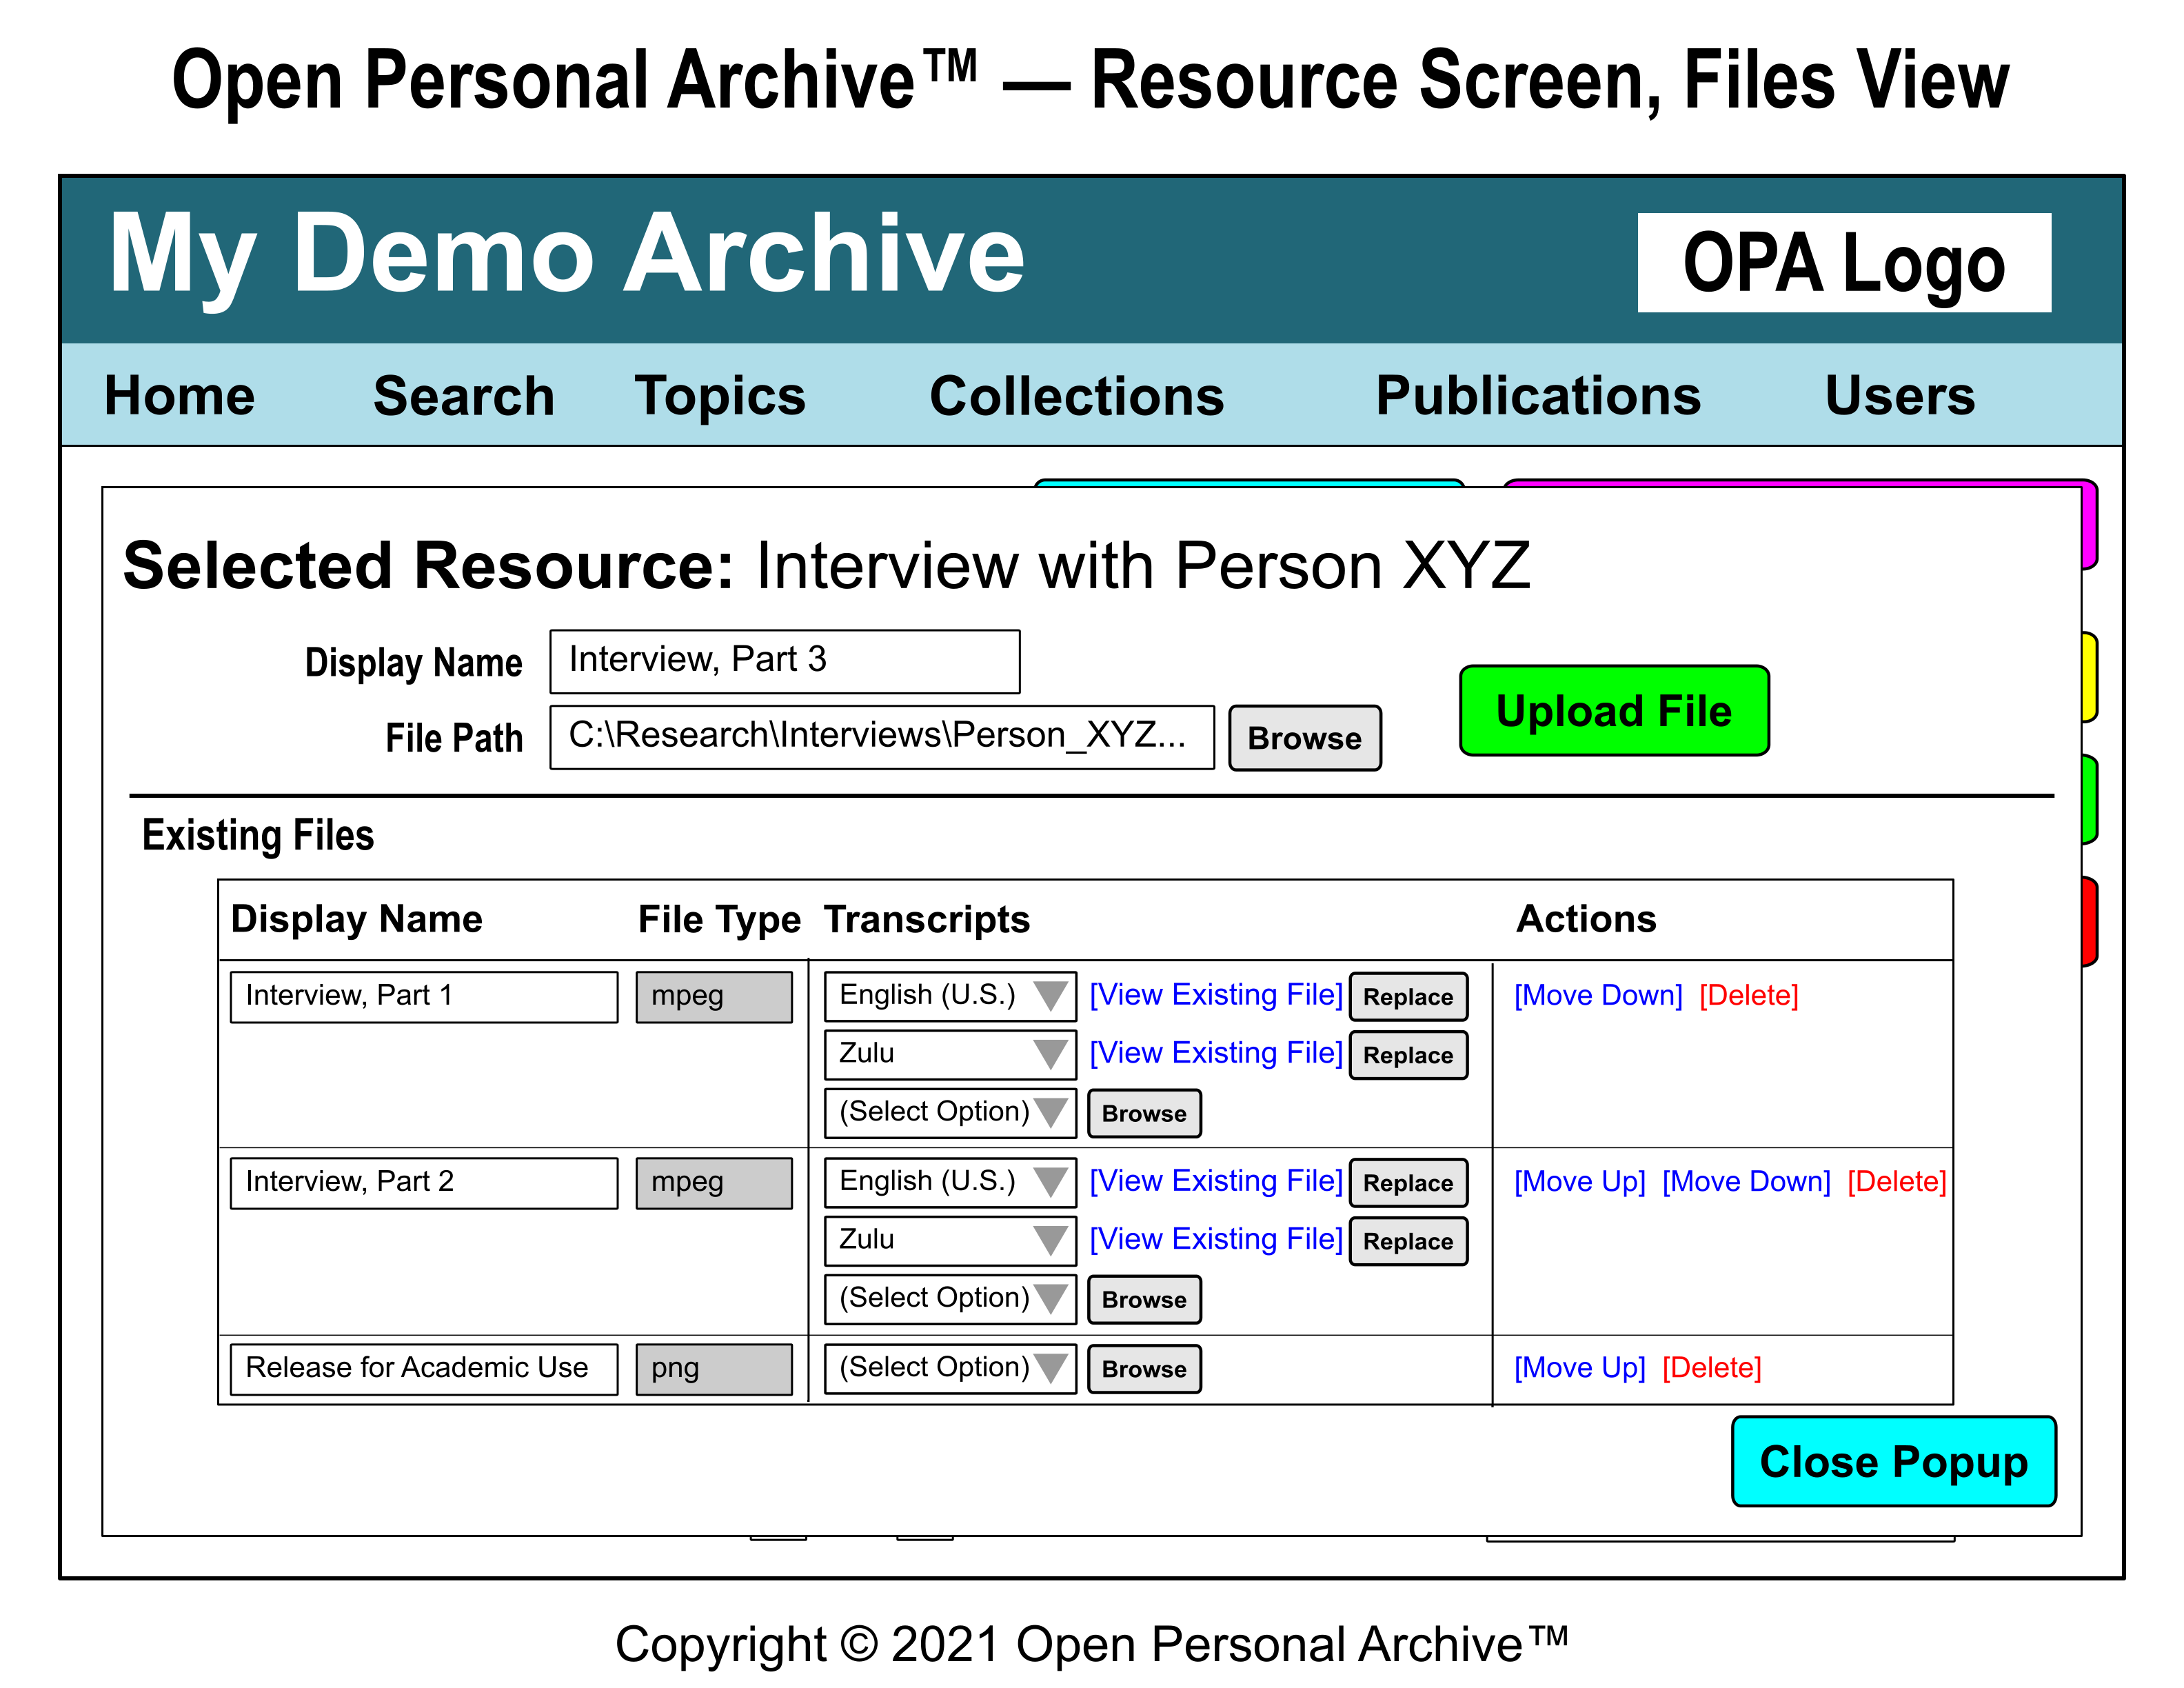 Open Personal Archive™ — Resource Screen, Files View
My Demo Archive
OPA Logo
Home Search Topics Collections Publications Users
Selected Resource: Interview with Person XYZ
Display Name Interview, Part 3
Upload File
File Path C:\Research\Interviews\Person_XYZ... Browse
Existing Files
Display Name File Type Transcripts Actions
Interview, Part 1 mpeg English (U.S.) [View Existing File] Replace [Move Down] [Delete]
Zulu [View Existing File] Replace
(Select Option) Browse
Interview, Part 2 mpeg English (U.S.) [View Existing File] Replace [Move Up] [Move Down] [Delete]
Zulu [View Existing File] Replace
(Select Option) Browse
Release for Academic Use png (Select Option) Browse [Move Up] [Delete]
Close Popup
Copyright © 2021 Open Personal Archive™